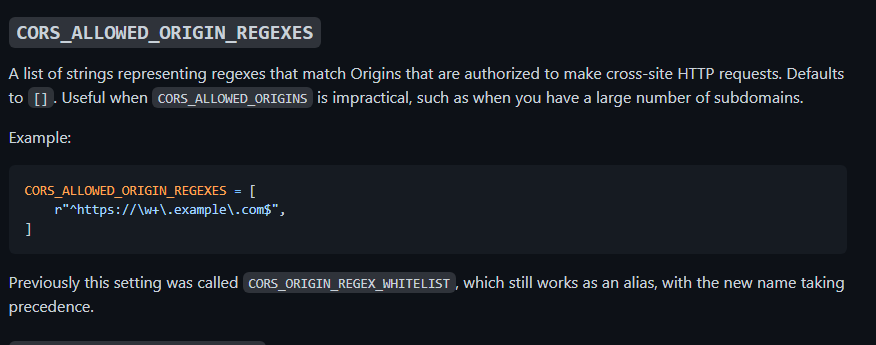 CORS_ALLOWED_ORIGIN_REGEXES
A list of strings representing regexes that match Origins that are authorized to make cross-site HTTP requests. Defaults
to []. Useful when CORS_ALLOWED_ORIGINS is impractical, such as when you have a large number of subdomains.
Example:
CORS_ALLOWED_ORIGIN_REGEXES = [
    r"^https://\w+\.example\.com$",
]
Previously this setting was called CORS_ORIGIN_REGEX_WHITELIST, which still works as an alias, with the new name taking
precedence.